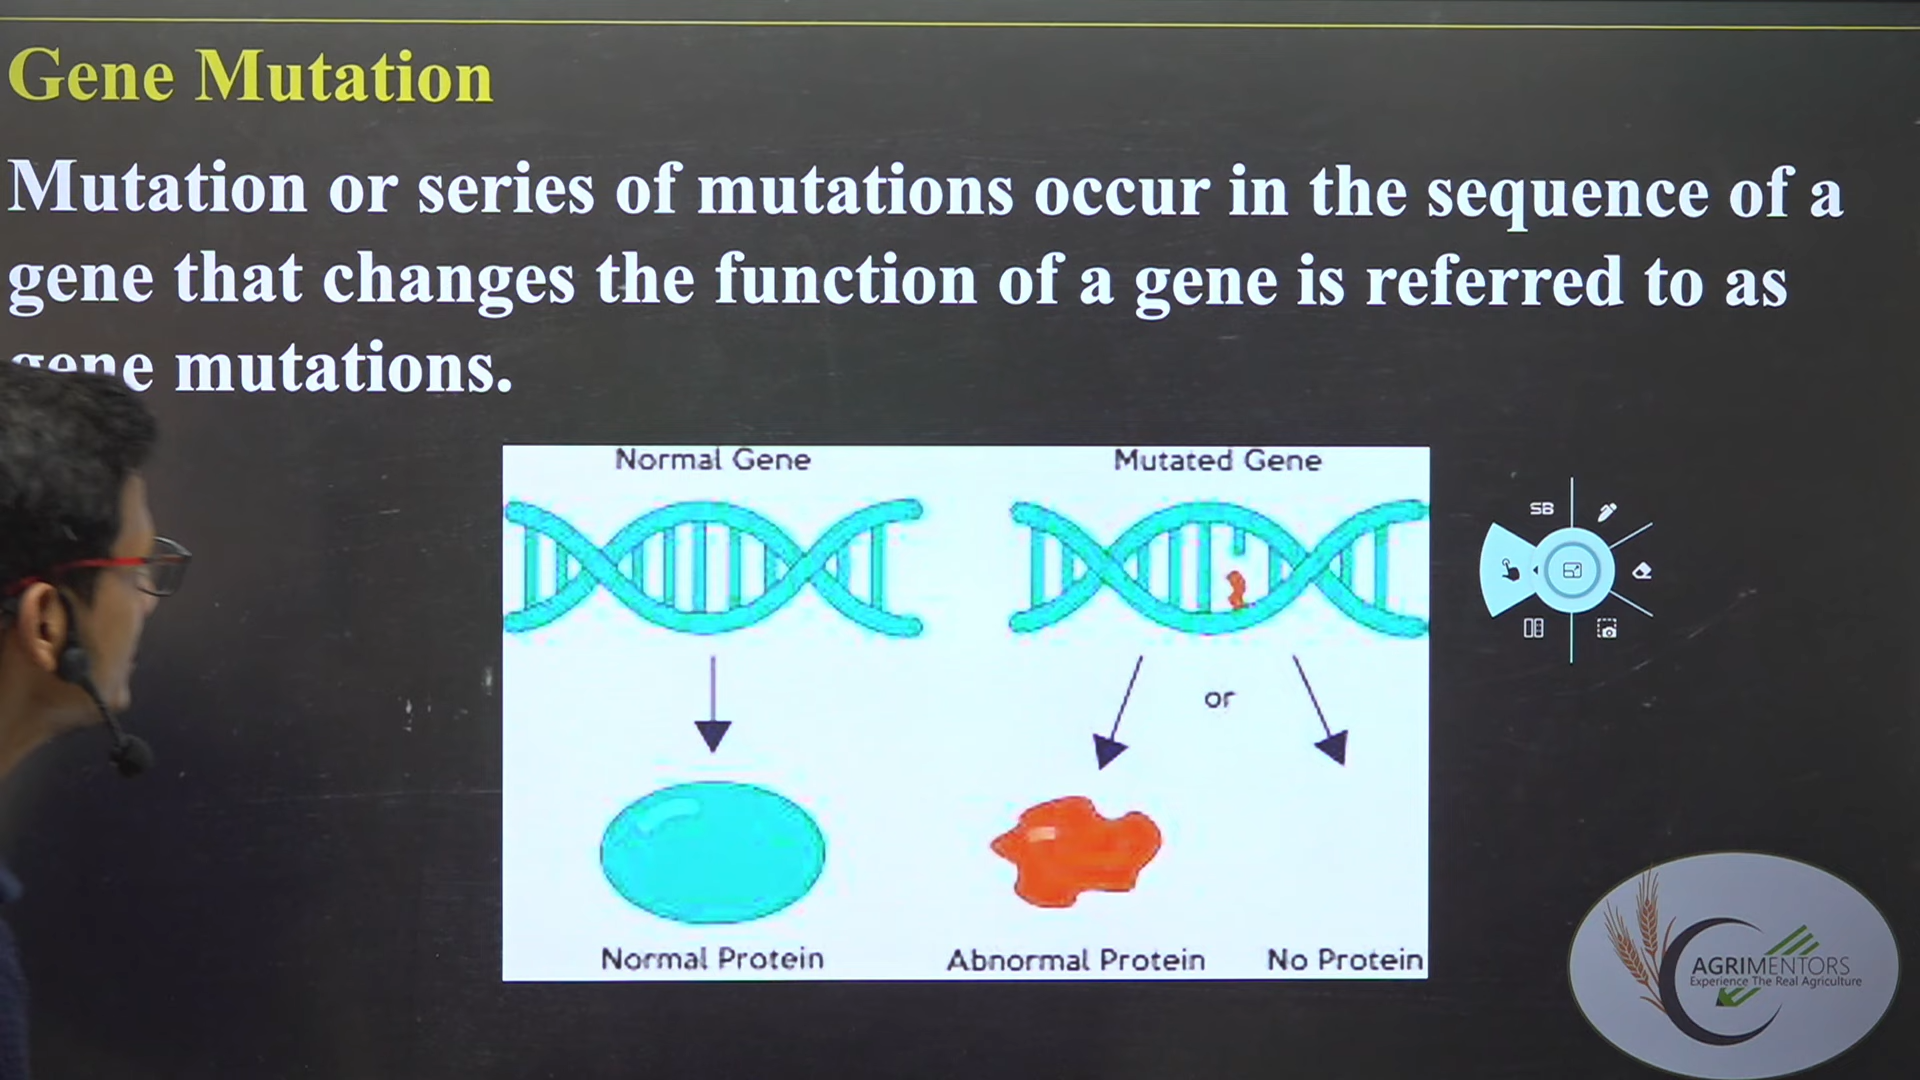 Gene Mutation
Mutation or series of mutations occur in the sequence of a
gene that changes the function of a gene is referred to as
gene mutations.
Normal Gene
Mutated Gene
SB
or
Normal Protein
Abnormal Protein
No Protein
AGRIMENTORS
Experience The Real Agriculture